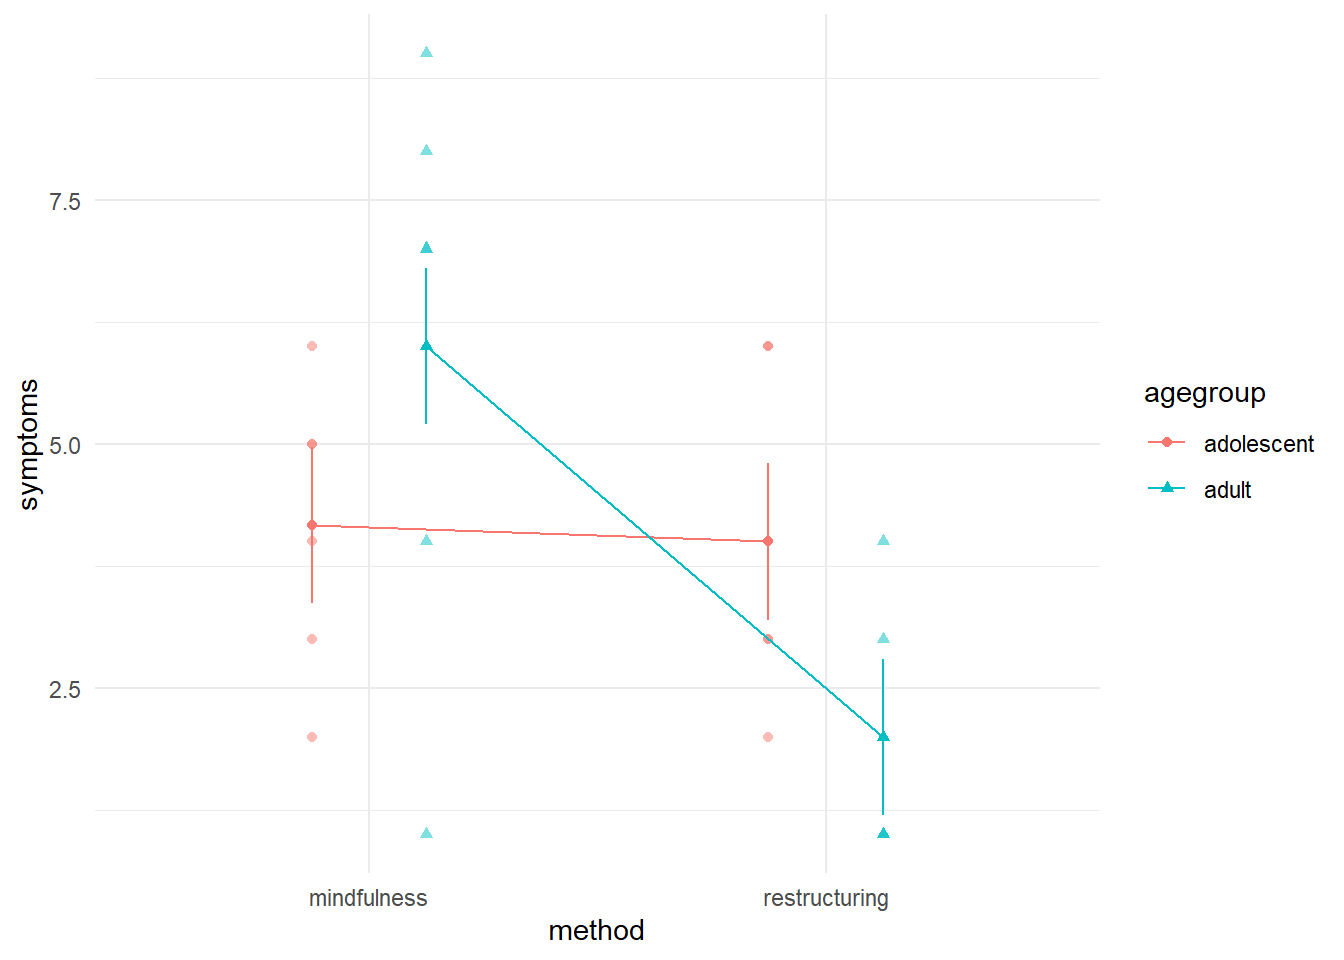 symptoms
7.5
5.0
2.5
mindfulness
restructuring
method
agegroup
adolescent
adult